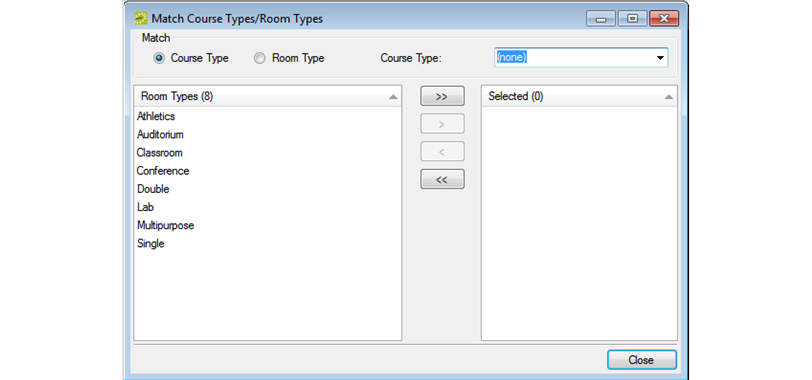 Match Course Types/Room Types
Match
Course Type Room Type Course Type: (none)
Room Types (8) >> Selected (0)
Athletics
>
Auditorium
Classroom
<
Conference
<<
Double
Lab
Multipurpose
Single
Close